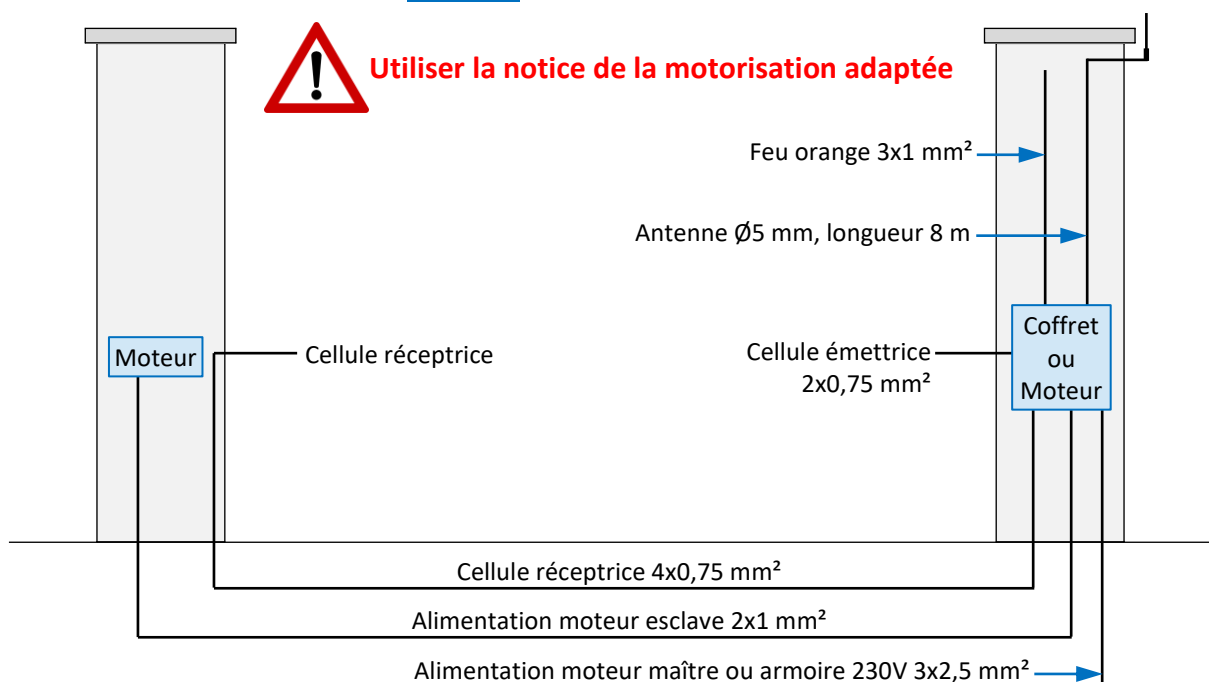 Utiliser la notice de la motorisation adaptée
Feu orange 3x1 mm²
Antenne Ø5 mm, longueur 8 m
Moteur
Cellule réceptrice
Cellule émettrice
2x0,75 mm²
Coffret
ou
Moteur
Cellule réceptrice 4x0,75 mm²
Alimentation moteur esclave 2x1 mm²
Alimentation moteur maître ou armoire 230V 3x2,5 mm²